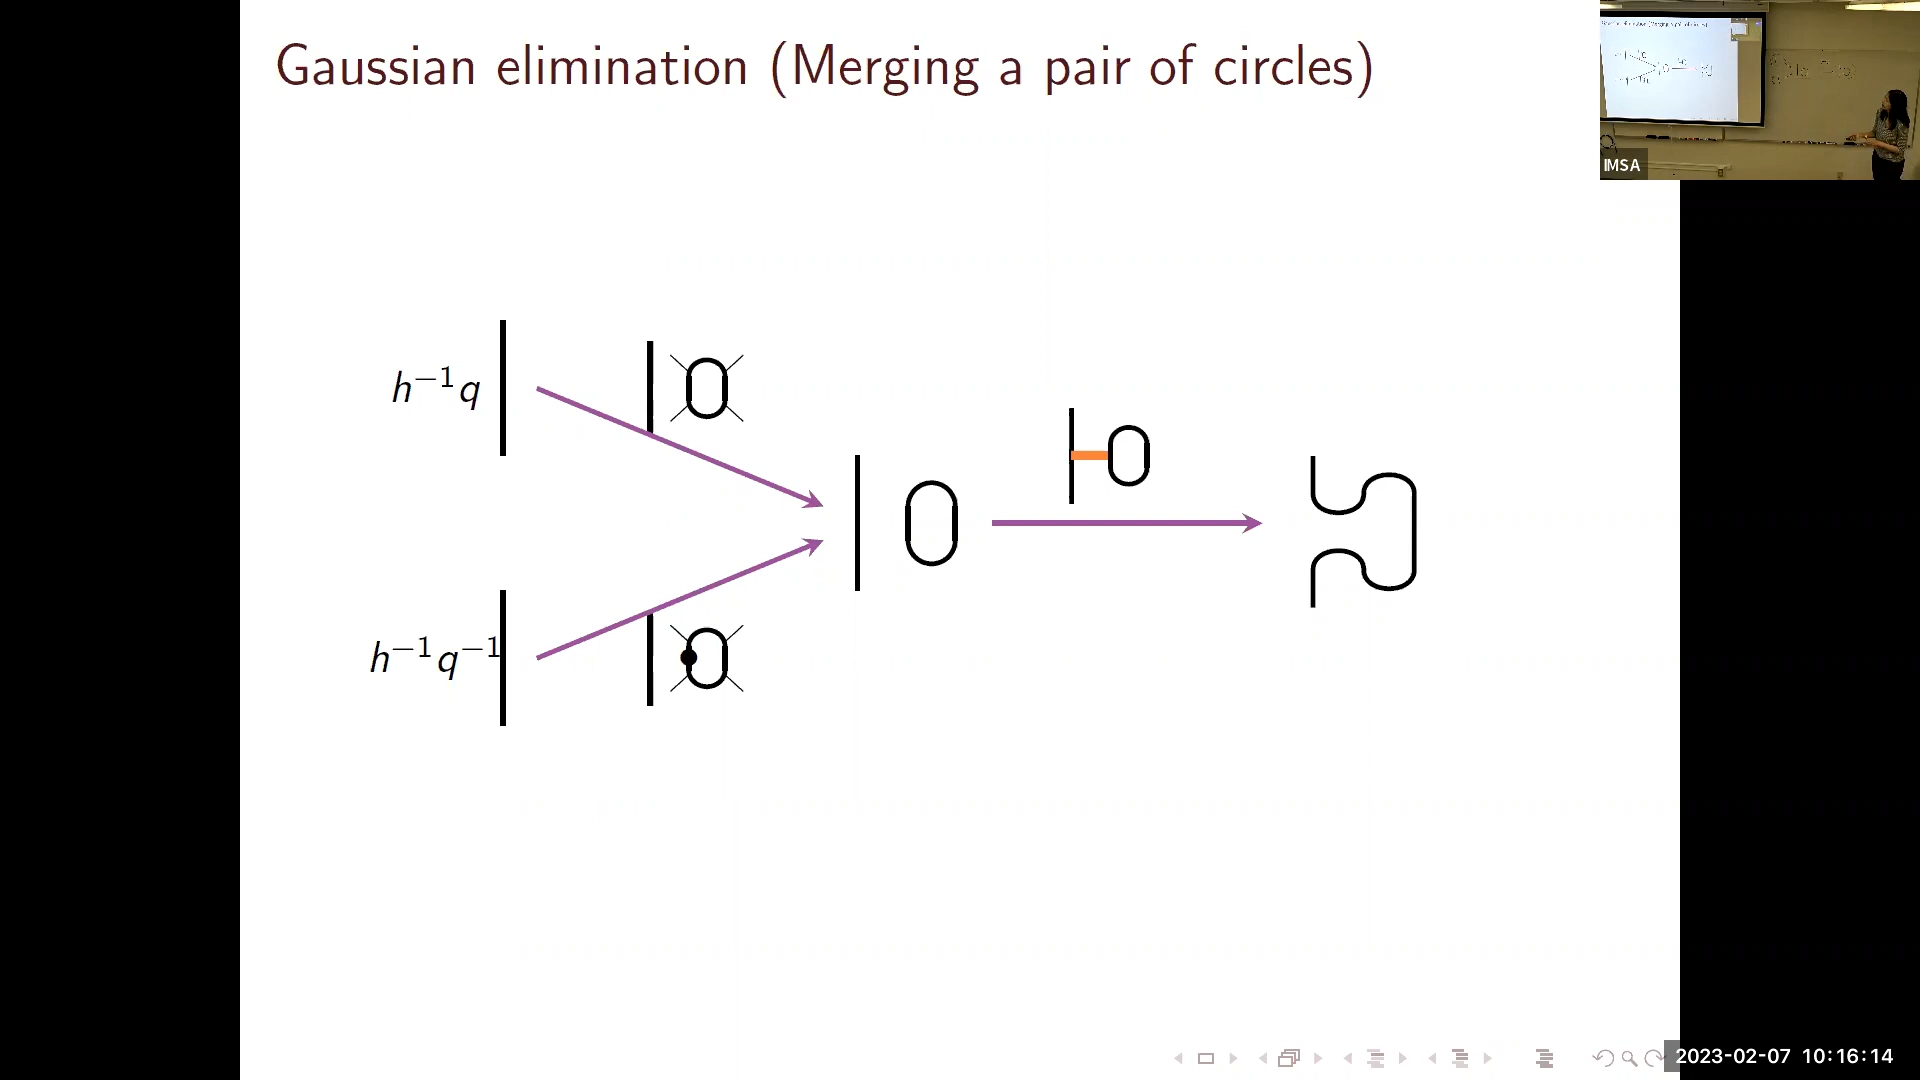 Gaussian elimination (Merging a pair of circles)
IMSA
h⁻¹q
h⁻¹q⁻¹
2023-02-07 10:16:14